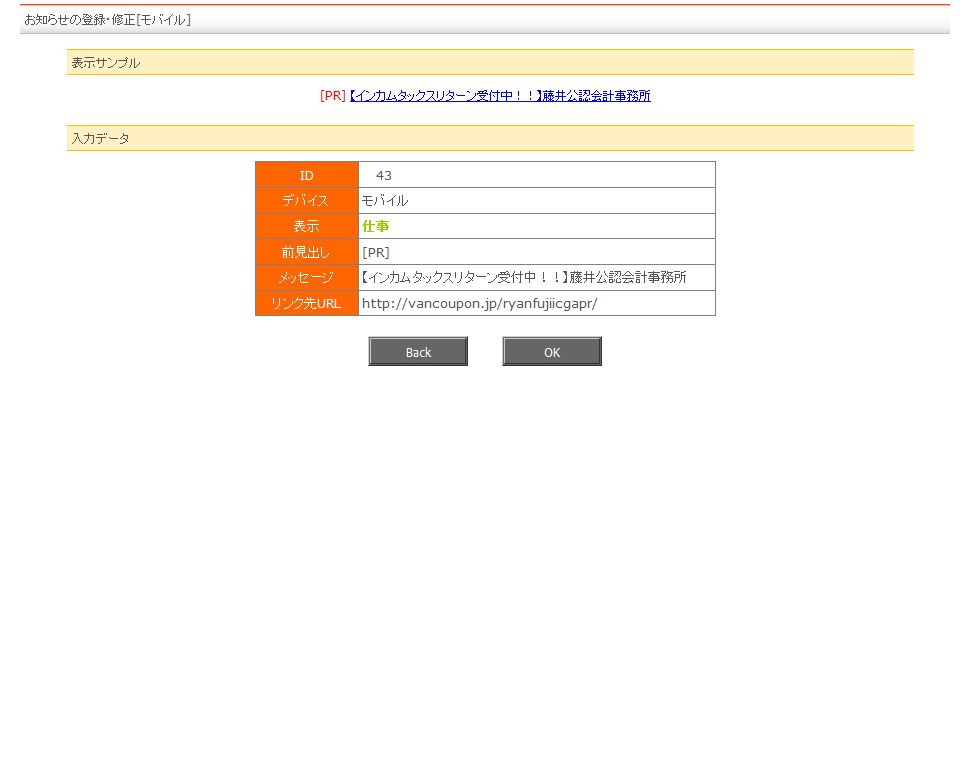 お知らせの登録・修正[モバイル]
表示サンプル
[PR]【インカムタックスリターン受付中！！】藤井公認会計事務所
入力データ
ID 43
デバイス モバイル
表示 仕事
前見出し [PR]
メッセージ 【インカムタックスリターン受付中！！】藤井公認会計事務所
リンク先URL http://vancoupon.jp/ryanfujiicgapr/
Back OK